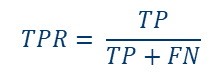 TPR = TP / (TP + FN)